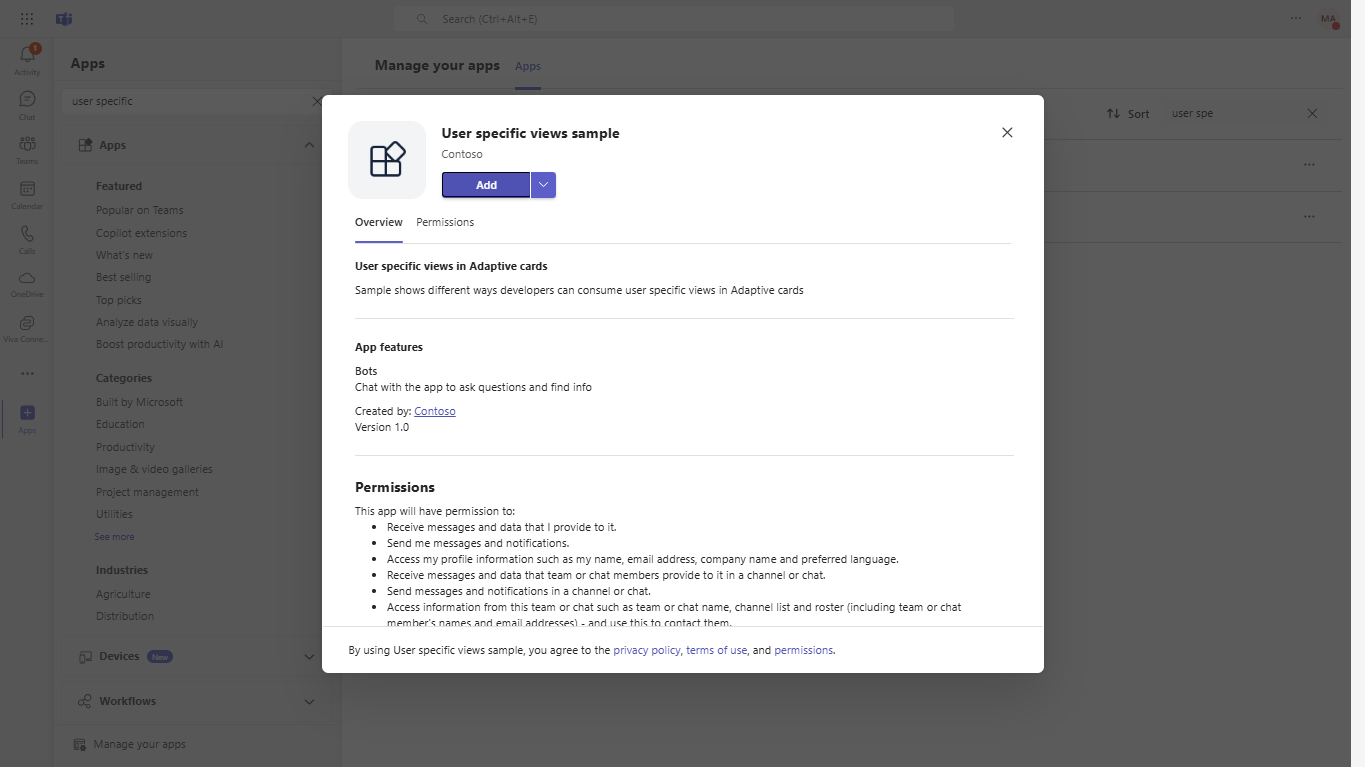 Search (Ctrl+Alt+E)
MA
1
Activity
Chat
Teams
Calendar
Calls
OneDrive
Viva Conne...
Apps
Apps
user specific
Apps
Featured
Popular on Teams
Copilot extensions
What's new
Best selling
Top picks
Analyze data visually
Boost productivity with AI
Categories
Built by Microsoft
Education
Productivity
Image & video galleries
Project management
Utilities
See more
Industries
Agriculture
Distribution
Devices New
Workflows
Manage your apps
Manage your apps Apps
Sort user spe
User specific views sample
Contoso
Add
Overview Permissions
User specific views in Adaptive cards
Sample shows different ways developers can consume user specific views in Adaptive cards
App features
Bots
Chat with the app to ask questions and find info
Created by: Contoso
Version 1.0
Permissions
This app will have permission to:
• Receive messages and data that I provide to it.
• Send me messages and notifications.
• Access my profile information such as my name, email address, company name and preferred language.
• Receive messages and data that team or chat members provide to it in a channel or chat.
• Send messages and notifications in a channel or chat.
• Access information from this team or chat such as team or chat name, channel list and roster (including team or chat
member's names and email addresses) - and use this to contact them.
By using User specific views sample, you agree to the privacy policy, terms of use, and permissions.